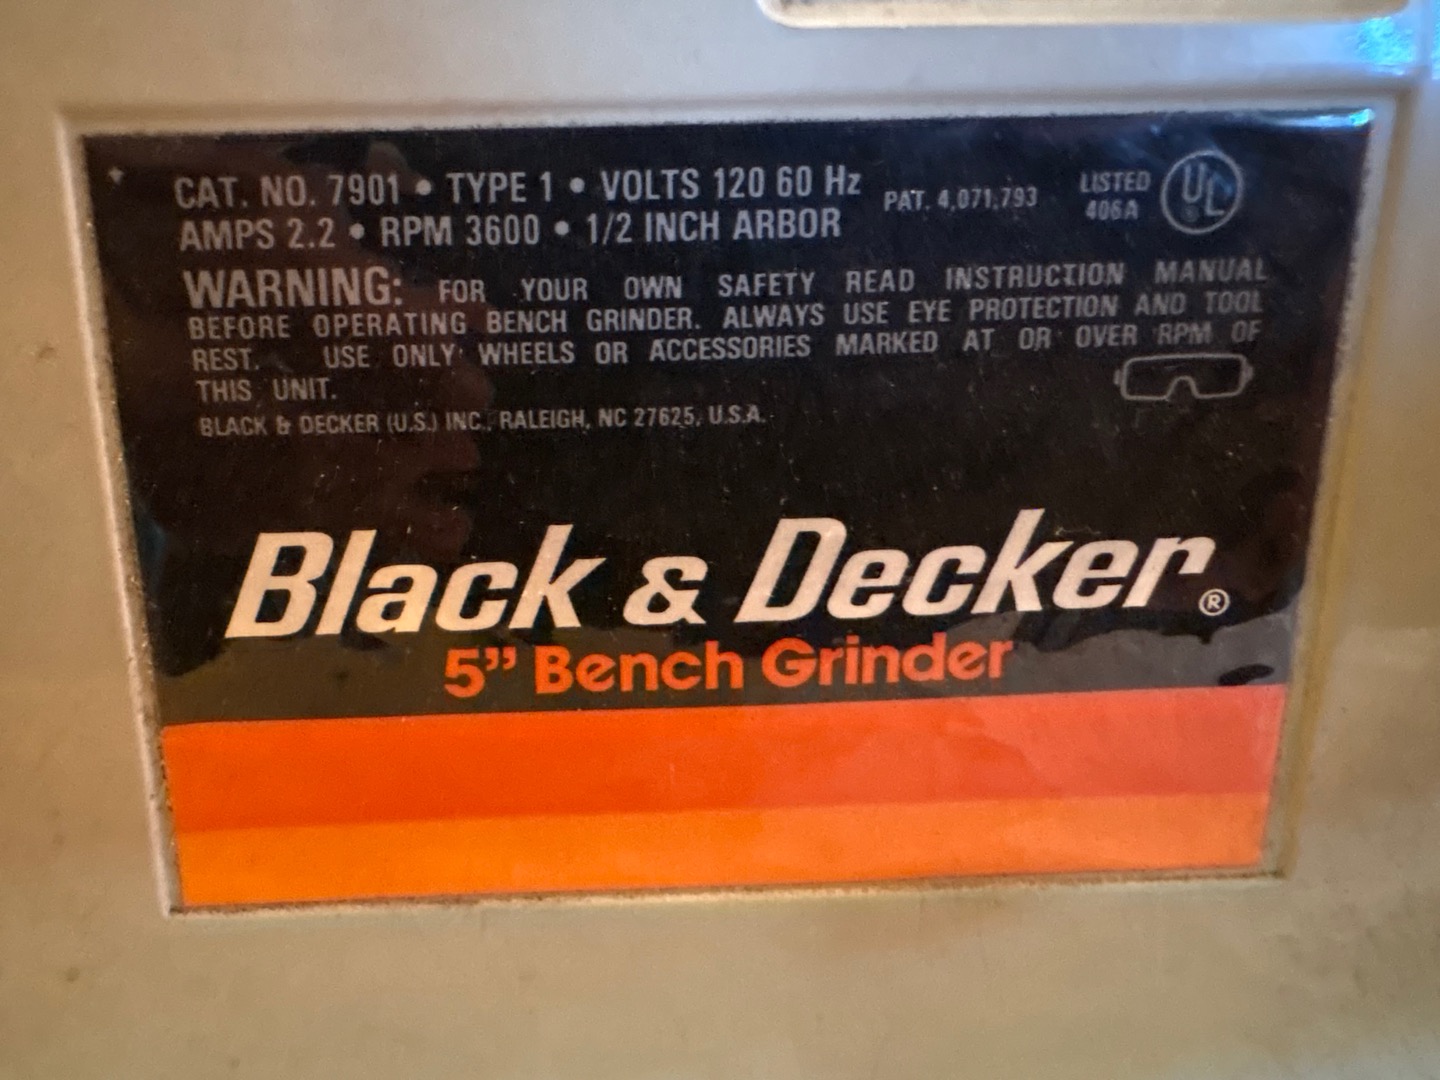 CAT. NO. 7901 • TYPE 1 • VOLTS 120 60 Hz
AMPS 2.2 • RPM 3600 • 1/2 INCH ARBOR
PAT. 4,071,793
LISTED
406A
UL
®
WARNING: FOR YOUR OWN SAFETY READ INSTRUCTION MANUAL
BEFORE OPERATING BENCH GRINDER. ALWAYS USE EYE PROTECTION AND TOOL
REST. USE ONLY WHEELS OR ACCESSORIES MARKED AT OR OVER RPM OF
THIS UNIT.
BLACK & DECKER (U.S.) INC., RALEIGH, NC 27625, U.S.A.
Black & Decker®
5” Bench Grinder